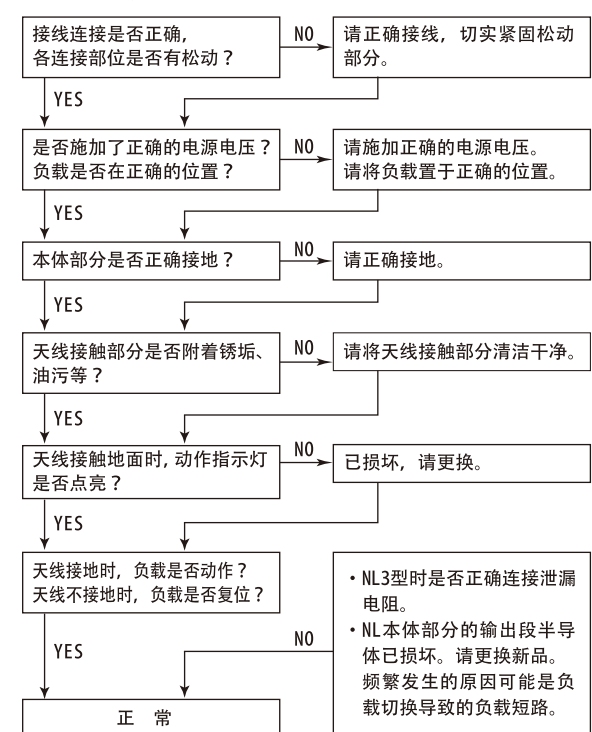 接线连接是否正确，
各连接部位是否有松动？
NO
请正确接线，切实紧固松动
部分。
YES
是否施加了正确的电源电压？
负载是否在正确的位置？
NO
请施加正确的电源电压。
请将负载置于正确的位置。
YES
本体部分是否正确接地？
NO
请正确接地。
YES
天线接触部分是否附着锈垢、
油污等？
NO
请将天线接触部分清洁干净。
YES
天线接触地面时，动作指示灯
是否点亮？
NO
已损坏，请更换。
YES
天线接地时，负载是否动作？
天线不接地时，负载是否复位？
・NL3型时是否正确连接泄漏
电阻。
・NL本体部分的输出段半导
体已损坏。请更换新品。
频繁发生的原因可能是负
载切换导致的负载短路。
YES
NO
正 常